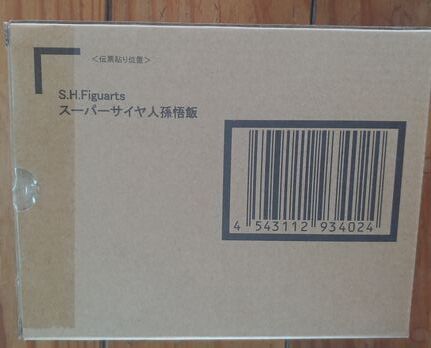 <伝票貼り位置>
S.H.Figuarts
スーパーサイヤ人孫悟飯
4 543112 934024